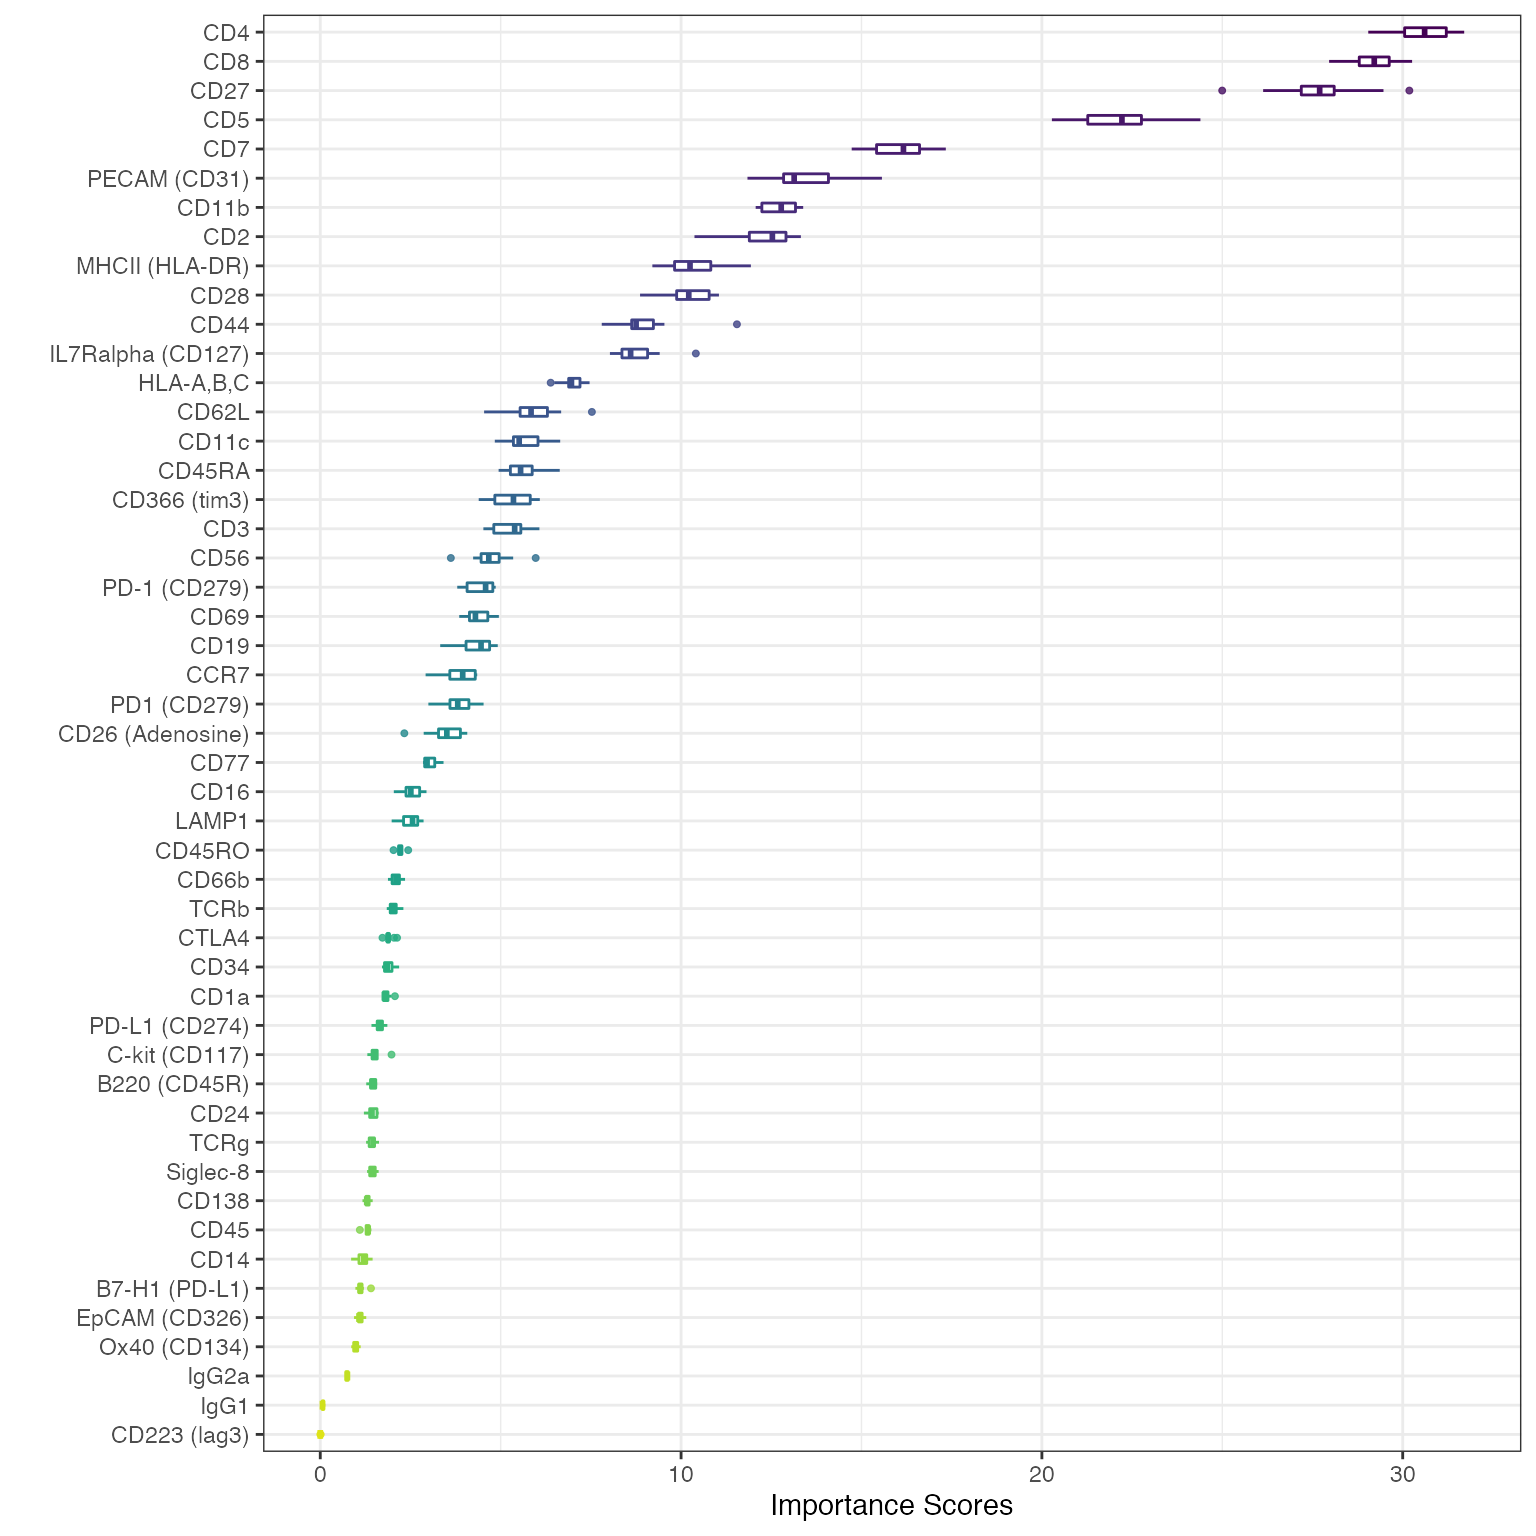 CD4
CD8
CD27
CD5
CD7
PECAM (CD31)
CD11b
CD2
MHCII (HLA-DR)
CD28
CD44
IL7Ralpha (CD127)
HLA-A,B,C
CD62L
CD11c
CD45RA
CD366 (tim3)
CD3
CD56
PD-1 (CD279)
CD69
CD19
CCR7
PD1 (CD279)
CD26 (Adenosine)
CD77
CD16
LAMP1
CD45RO
CD66b
TCRb
CTLA4
CD34
CD1a
PD-L1 (CD274)
C-kit (CD117)
B220 (CD45R)
CD24
TCRg
Siglec-8
CD138
CD45
CD14
B7-H1 (PD-L1)
EpCAM (CD326)
Ox40 (CD134)
IgG2a
IgG1
CD223 (lag3)
0 10 20 30
Importance Scores